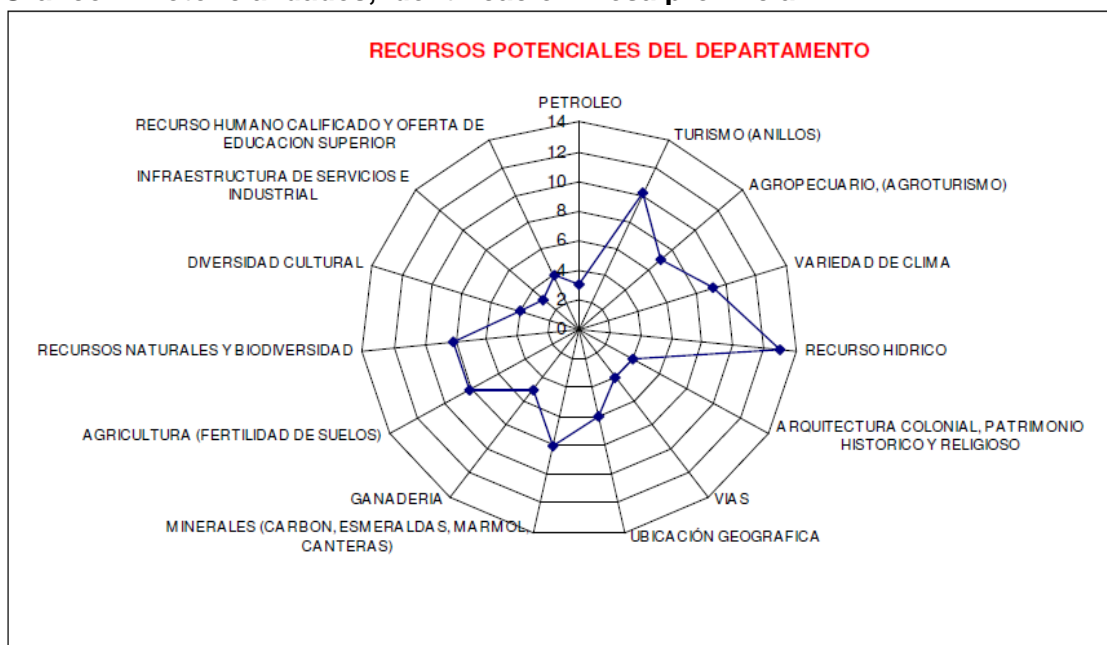 RECURSOS POTENCIALES DEL DEPARTAMENTO
PETROLEO
TURISMO (ANILLOS)
AGROPECUARIO, (AGROTURISMO)
VARIEDAD DE CLIMA
RECURSO HIDRICO
ARQUITECTURA COLONIAL, PATRIMONIO
HISTORICO Y RELIGIOSO
VIAS
UBICACIÓN GEOGRAFICA
MINERALES (CARBON, ESMERALDAS, MARMOL,
CANTERAS)
GANADERIA
AGRICULTURA (FERTILIDAD DE SUELOS)
RECURSOS NATURALES Y BIODIVERSIDAD
DIVERSIDAD CULTURAL
INFRAESTRUCTURA DE SERVICIOS E
INDUSTRIAL
RECURSO HUMANO CALIFICADO Y OFERTA DE
EDUCACION SUPERIOR
14
12
10
8
6
4
2
0